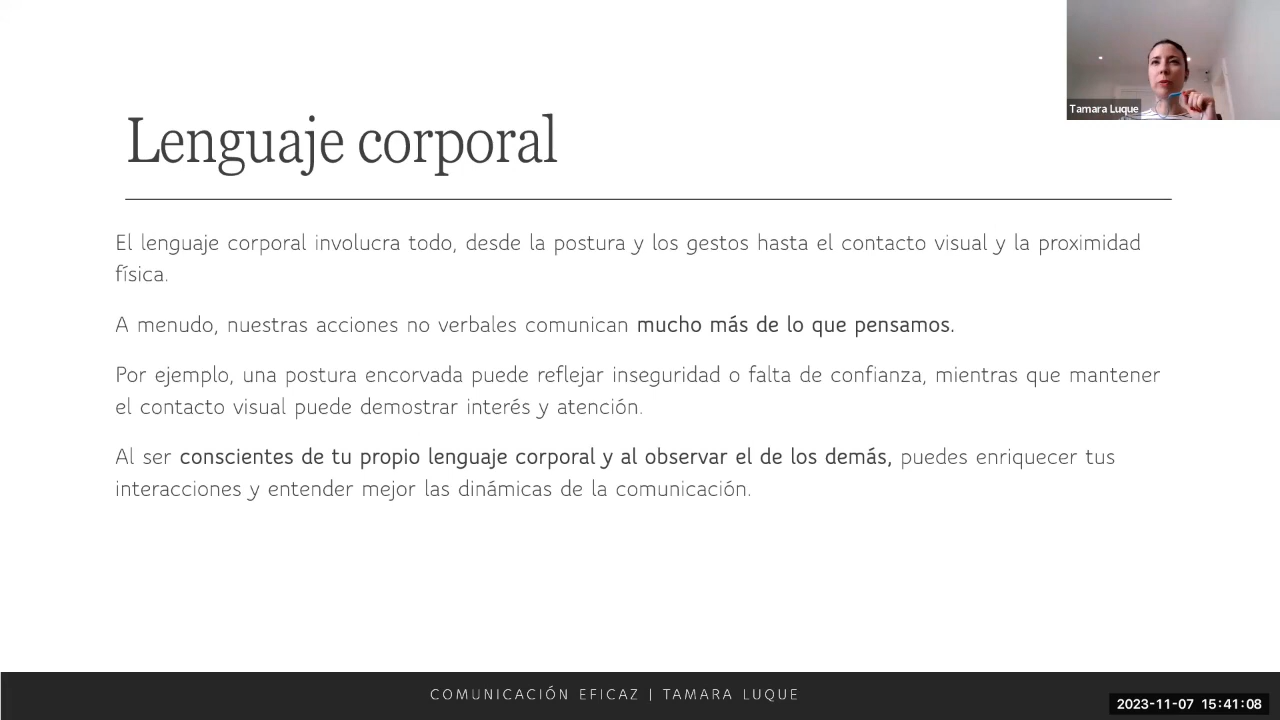 Tamara Luque
Lenguaje corporal
El lenguaje corporal involucra todo, desde la postura y los gestos hasta el contacto visual y la proximidad
física.
A menudo, nuestras acciones no verbales comunican mucho más de lo que pensamos.
Por ejemplo, una postura encorvada puede reflejar inseguridad o falta de confianza, mientras que mantener
el contacto visual puede demostrar interés y atención.
Al ser conscientes de tu propio lenguaje corporal y al observar el de los demás, puedes enriquecer tus
interacciones y entender mejor las dinámicas de la comunicación.
COMUNICACIÓN EFICAZ | TAMARA LUQUE
2023-11-07 15:41:08